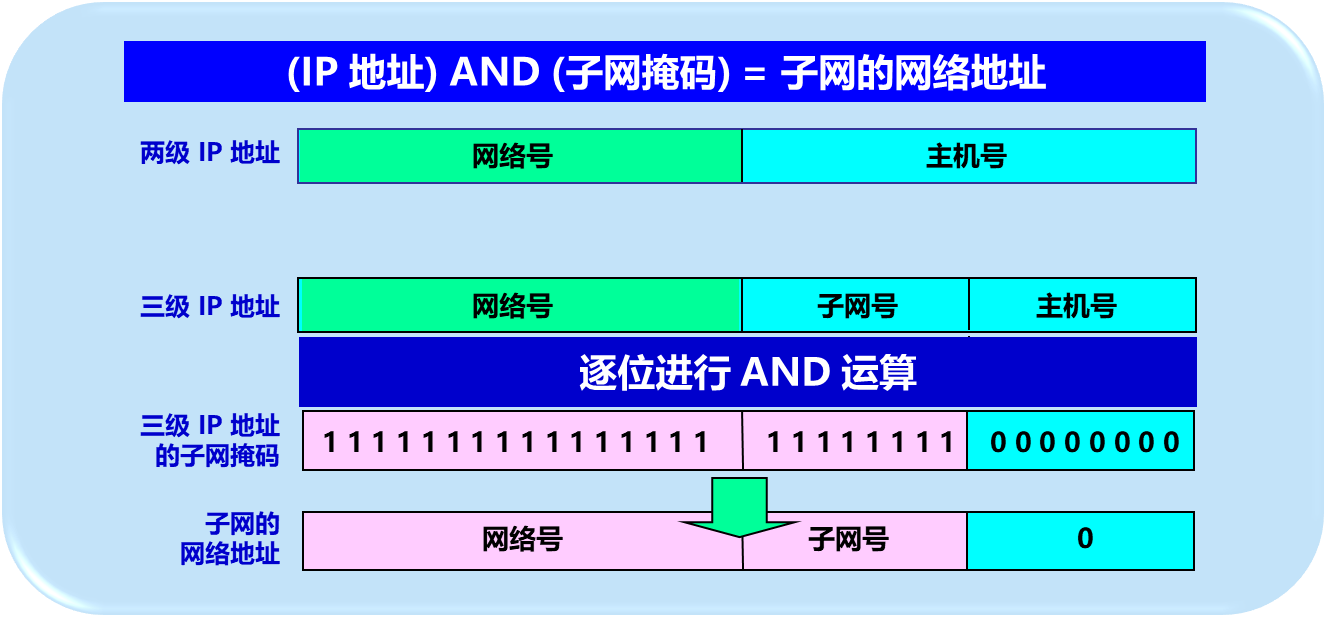 (IP 地址) AND (子网掩码) = 子网的网络地址
两级 IP 地址
网络号
主机号
三级 IP 地址
网络号
子网号
主机号
逐位进行 AND 运算
三级 IP 地址
的子网掩码
1 1 1 1 1 1 1 1 1 1 1 1 1 1 1 1
1 1 1 1 1 1 1 1
0 0 0 0 0 0 0 0
子网的
网络地址
网络号
子网号
0